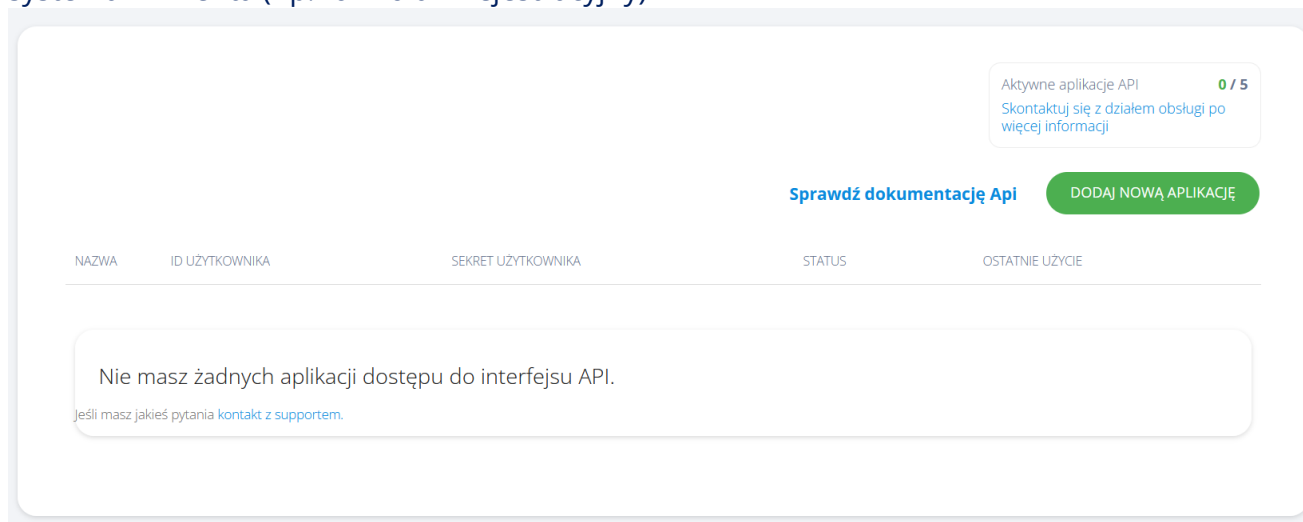 Aktywne aplikacje API 0 / 5
Skontaktuj się z działem obsługi po
więcej informacji
Sprawdź dokumentację Api DODAJ NOWĄ APLIKACJĘ
NAZWA ID UŻYTKOWNIKA SEKRET UŻYTKOWNIKA STATUS OSTATNIE UŻYCIE
Nie masz żadnych aplikacji dostępu do interfejsu API.
Jeśli masz jakieś pytania kontakt z supportem.